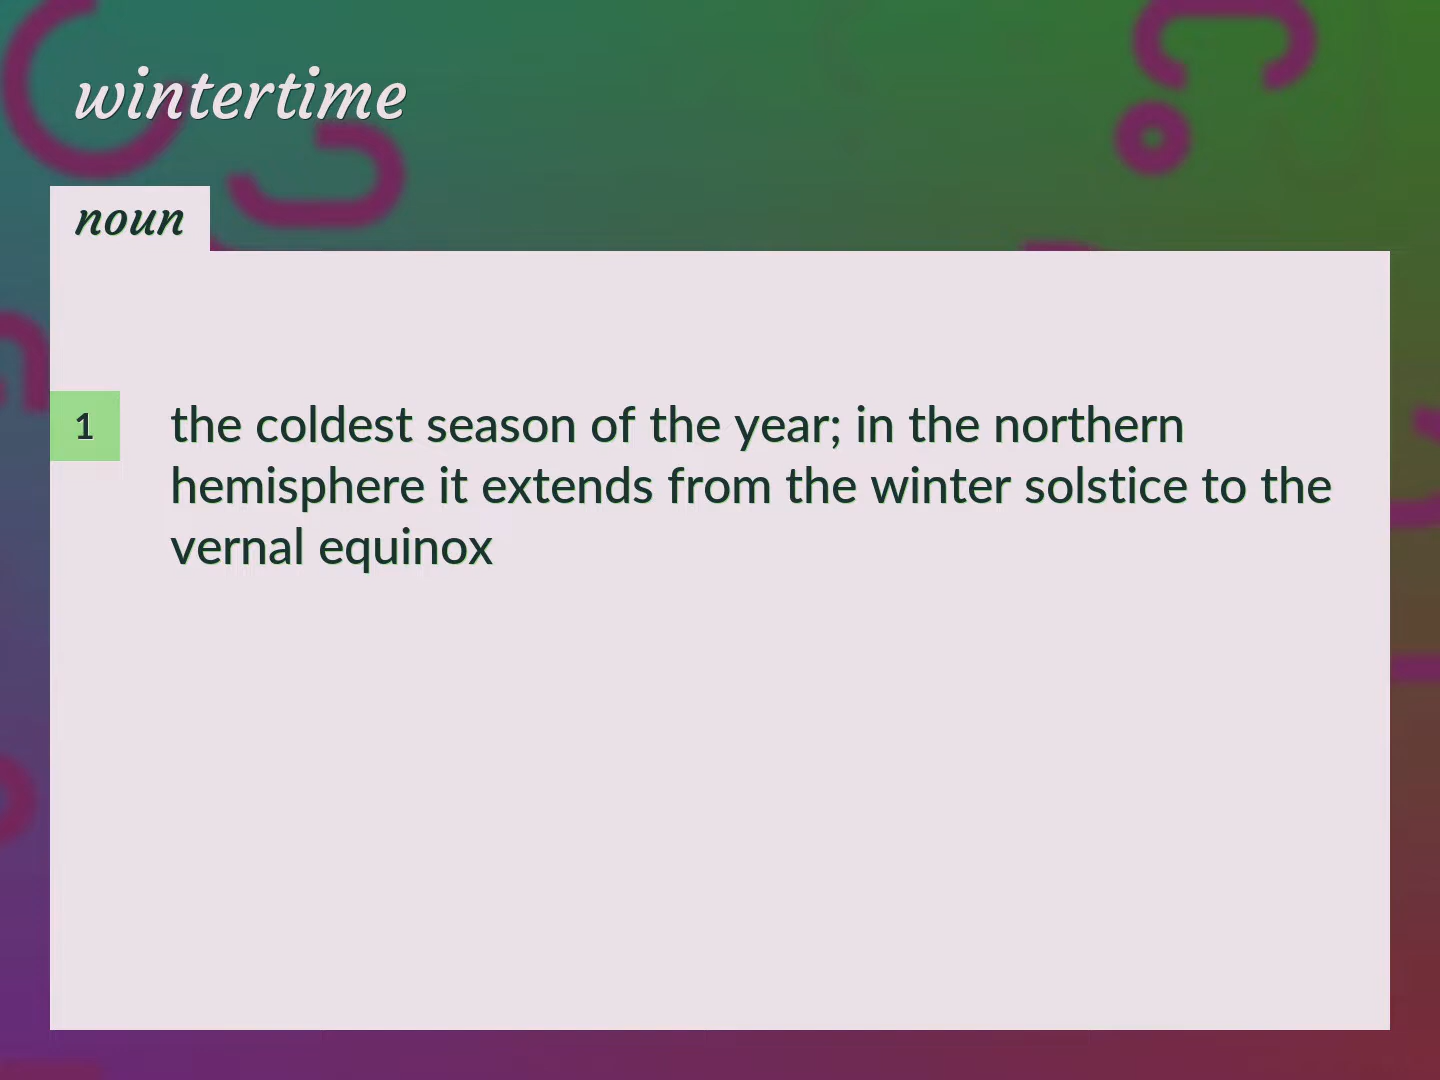 wintertime
noun
1
the coldest season of the year; in the northern
hemisphere it extends from the winter solstice to the
vernal equinox